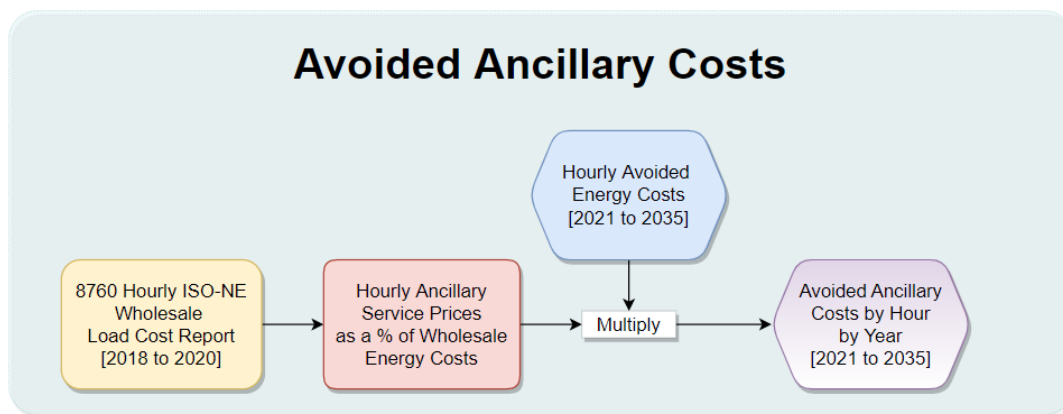 Avoided Ancillary Costs
Hourly Avoided
Energy Costs
[2021 to 2035]
8760 Hourly ISO-NE
Wholesale
Load Cost Report
[2018 to 2020]
Hourly Ancillary
Service Prices
as a % of Wholesale
Energy Costs
Multiply
Avoided Ancillary
Costs by Hour
by Year
[2021 to 2035]